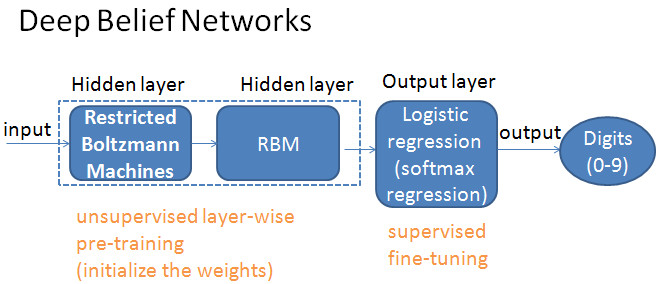 Deep Belief Networks
Hidden layer
Hidden layer
Output layer
input
Restricted
Boltzmann
Machines
RBM
Logistic
regression
(softmax
regression)
output
Digits
(0-9)
unsupervised layer-wise
pre-training
(initialize the weights)
supervised
fine-tuning